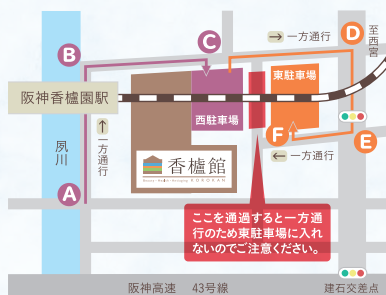 至西宮
→ 一方通行
D
C
B
東駐車場
阪神香櫨園駅
西駐車場
F
E
↑一方通行
← 一方通行
夙川
香櫨館
KOROKAN
A
ここを通過すると一方通
行のため東駐車場に入れ
ないのでご注意ください。
阪神高速 43号線
建石交差点